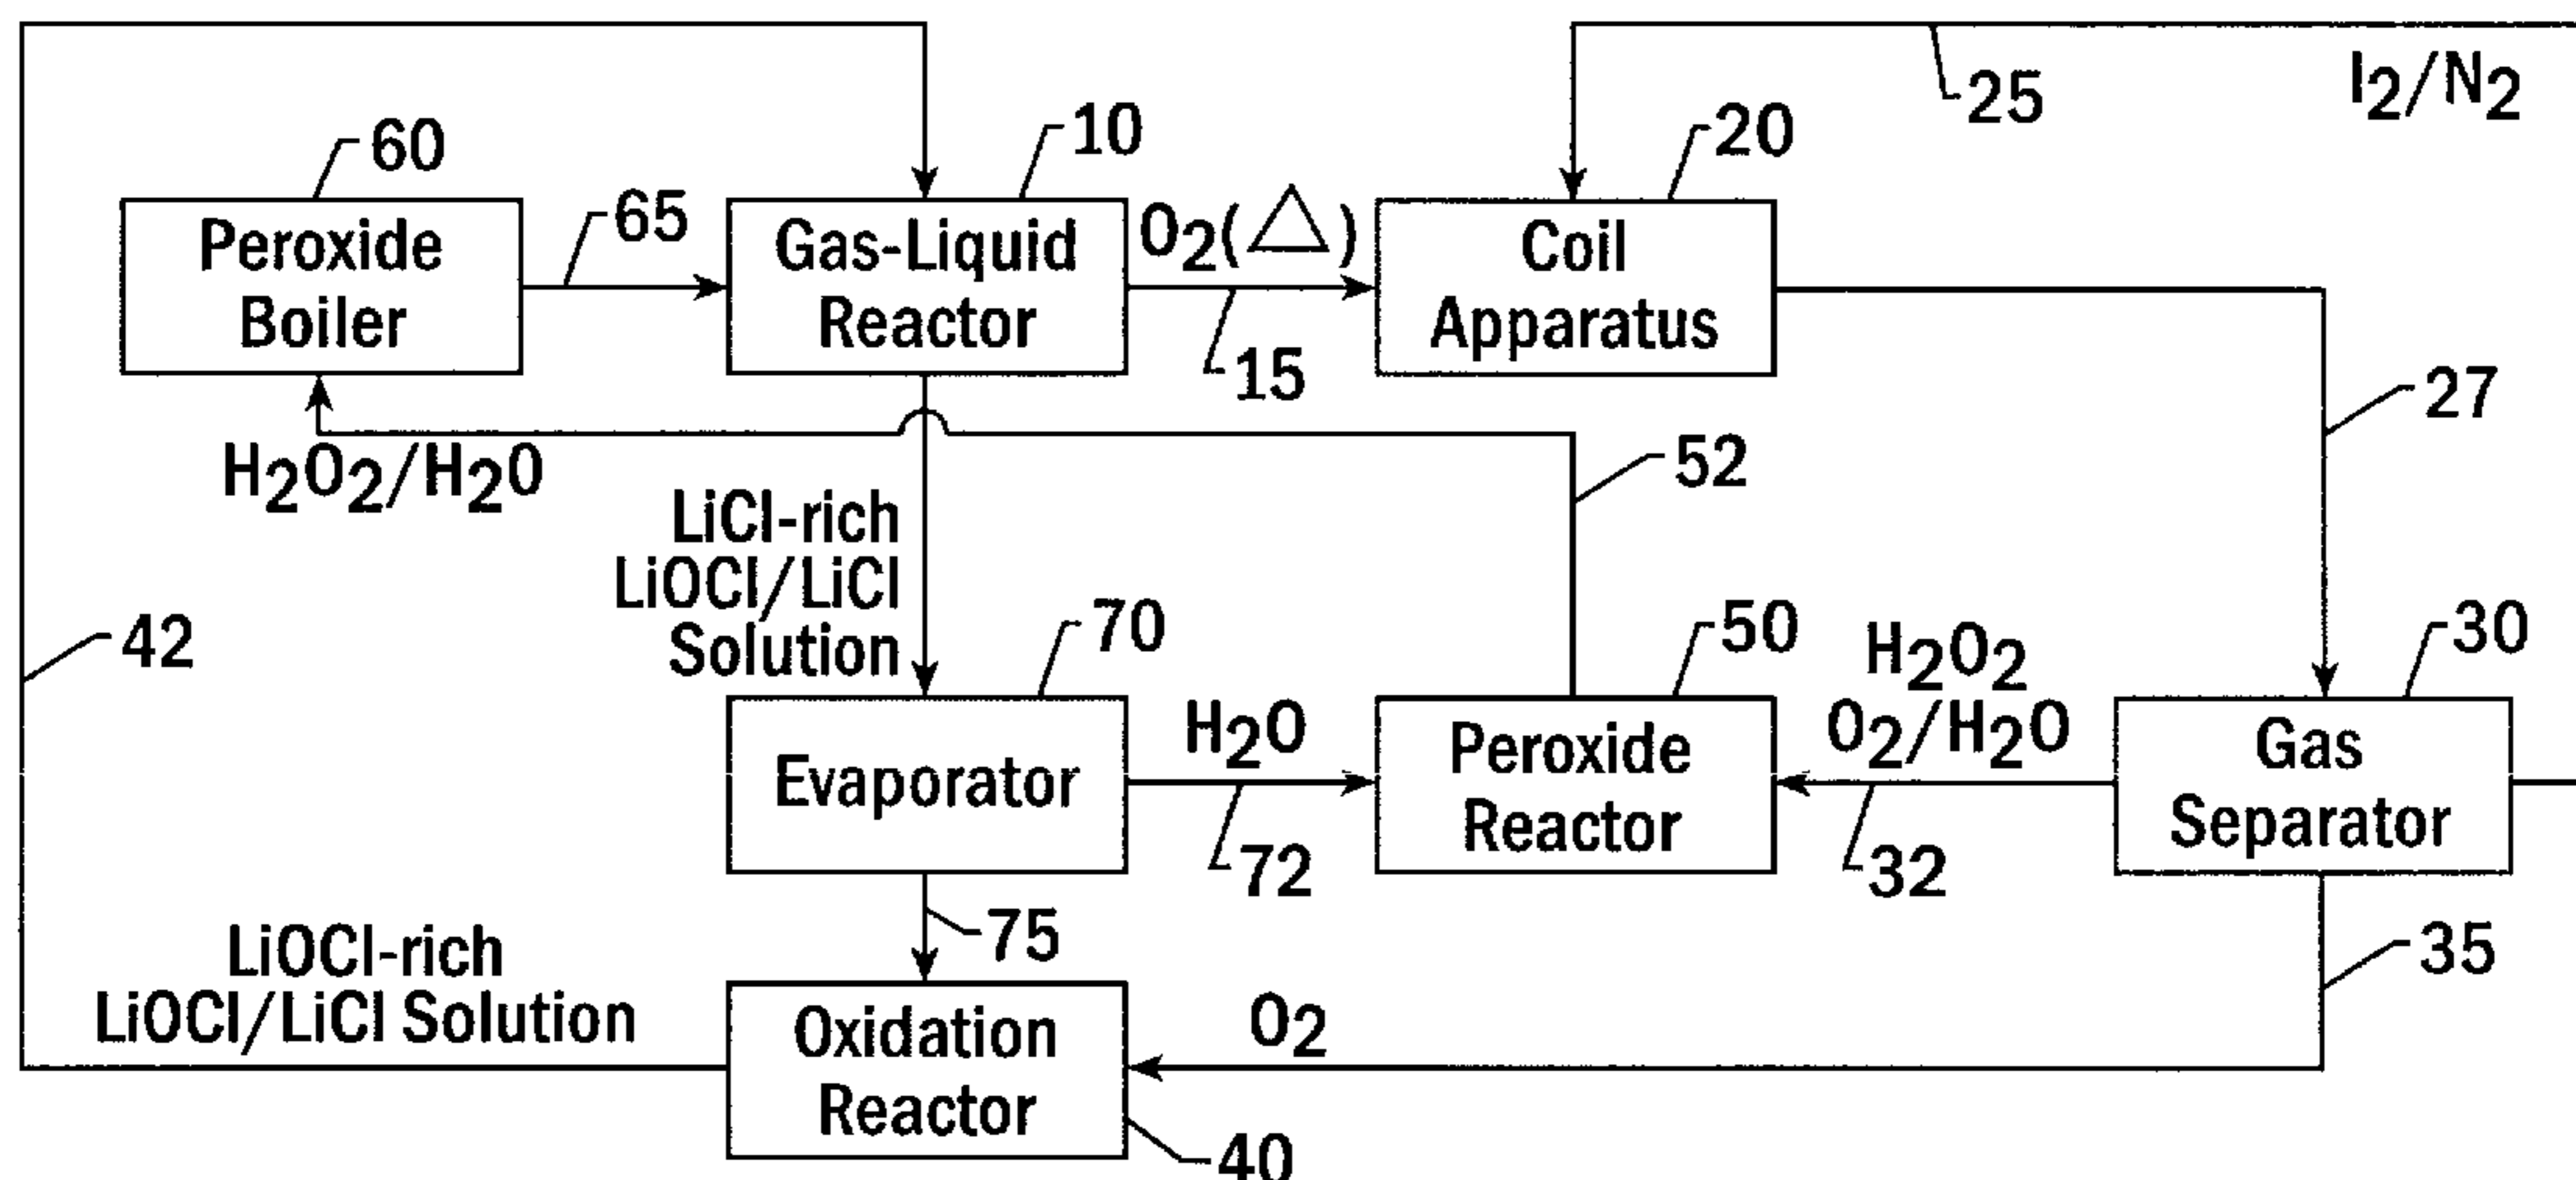 I2/N2
25
60
10
20
Peroxide
Boiler
65
Gas-Liquid
Reactor
O2(△)
15
Coil
Apparatus
27
H2O2/H2O
52
LiCl-rich
LiOCl/LiCl
Solution
42
70
50
H2O2
O2/H2O
30
Evaporator
H2O
72
Peroxide
Reactor
32
Gas
Separator
75
35
LiOCl-rich
LiOCl/LiCl Solution
Oxidation
Reactor
O2
40